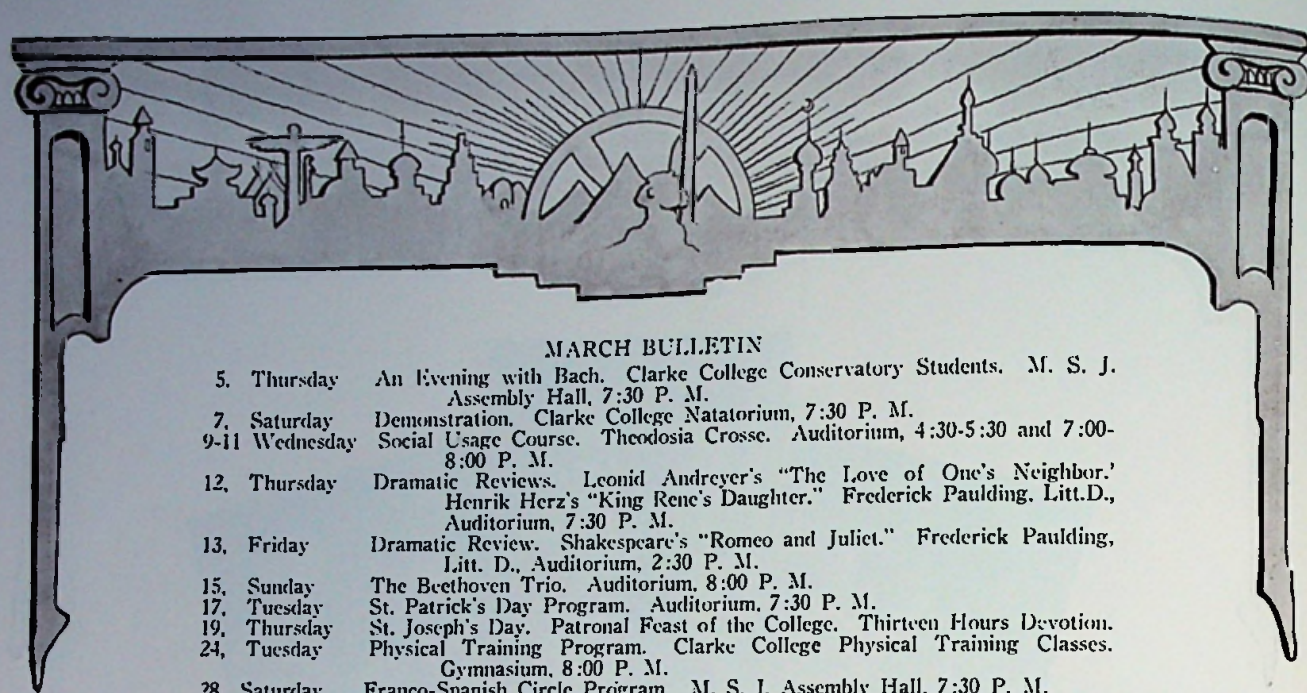 MARCH BULLETIN
5. Thursday An Evening with Bach. Clarke College Conservatory Students. M. S. J.
Assembly Hall, 7:30 P. M.
7, Saturday Demonstration. Clarke College Natatorium, 7:30 P. M.
9-11 Wednesday Social Usage Course. Theodosia Crosse. Auditorium, 4:30-5:30 and 7:00-
8:00 P. M.
12, Thursday Dramatic Reviews. Leonid Andreyer's "The Love of One's Neighbor.'
Henrik Herz's "King Rene's Daughter." Frederick Paulding, Litt.D.,
Auditorium, 7:30 P. M.
13, Friday Dramatic Review. Shakespeare's "Romeo and Juliet." Frederick Paulding,
Litt. D., Auditorium, 2:30 P. M.
15, Sunday The Beethoven Trio. Auditorium, 8:00 P. M.
17, Tuesday St. Patrick's Day Program. Auditorium, 7:30 P. M.
19, Thursday St. Joseph's Day. Patronal Feast of the College. Thirteen Hours Devotion.
24, Tuesday Physical Training Program. Clarke College Physical Training Classes.
Gymnasium, 8:00 P. M.
28, Saturday Franco-Spanish Circle Program. M. S. J. Assembly Hall, 7:30 P. M.